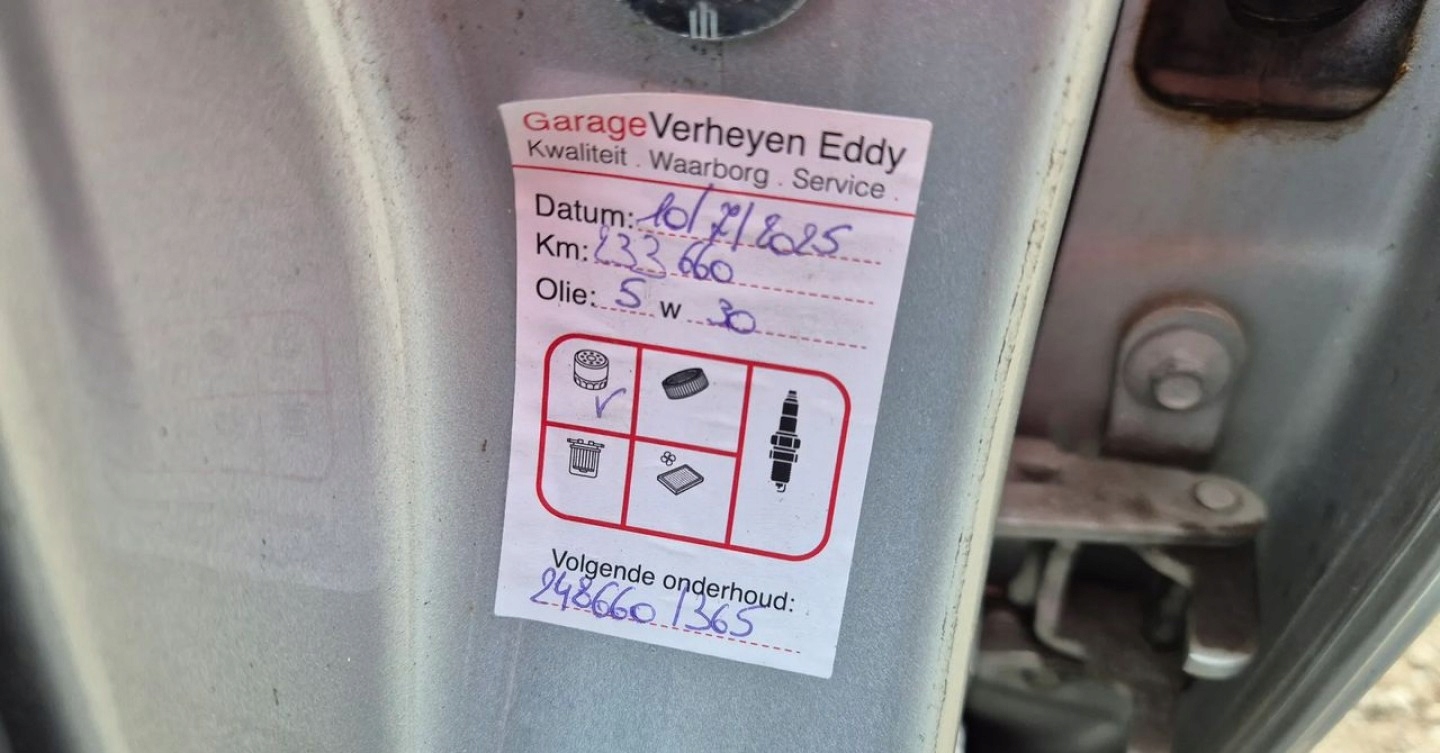 GarageVerheyen Eddy
Kwaliteit . Waarborg . Service .
Datum: 10/7/2025
Km: 233 660
Olie: 5 w 30
Volgende onderhoud:
248660 / 365